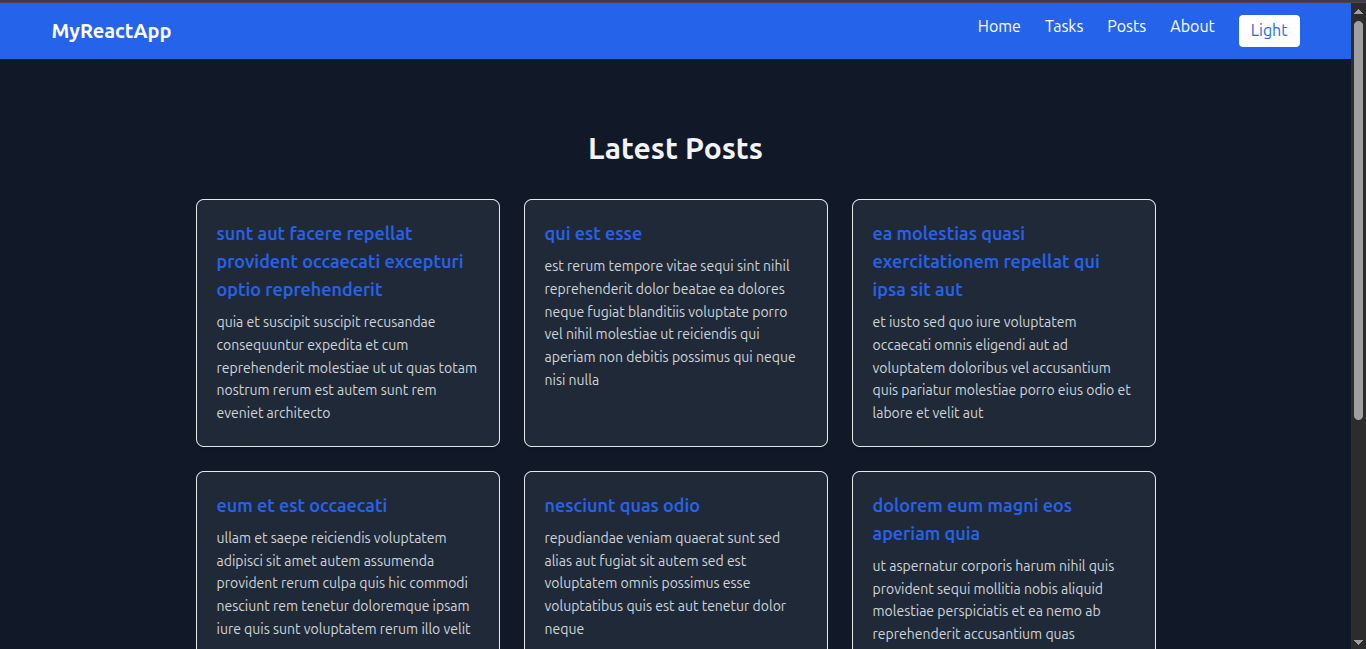 MyReactApp
Home Tasks Posts About Light
Latest Posts
sunt aut facere repellat
provident occaecati excepturi
optio reprehenderit
quia et suscipit suscipit recusandae
consequuntur expedita et cum
reprehenderit molestiae ut ut quas totam
nostrum rerum est autem sunt rem
eveniet architecto
qui est esse
est rerum tempore vitae sequi sint nihil
reprehenderit dolor beatae ea dolores
neque fugiat blanditiis voluptate porro
vel nihil molestiae ut reiciendis qui
aperiam non debitis possimus qui neque
nisi nulla
ea molestias quasi
exercitationem repellat qui
ipsa sit aut
et iusto sed quo iure voluptatem
occaecati omnis eligendi aut ad
voluptatem doloribus vel accusantium
quis pariatur molestiae porro eius odio et
labore et velit aut
eum et est occaecati
ullam et saepe reiciendis voluptatem
adipisci sit amet autem assumenda
provident rerum culpa quis hic commodi
nesciunt rem tenetur doloremque ipsam
iure quis sunt voluptatem rerum illo velit
nesciunt quas odio
repudiandae veniam quaerat sunt sed
alias aut fugiat sit autem sed est
voluptatem omnis possimus esse
voluptatibus quis est aut tenetur dolor
neque
dolorem eum magni eos
aperiam quia
ut aspernatur corporis harum nihil quis
provident sequi mollitia nobis aliquid
molestiae perspiciatis et ea nemo ab
reprehenderit accusantium quas